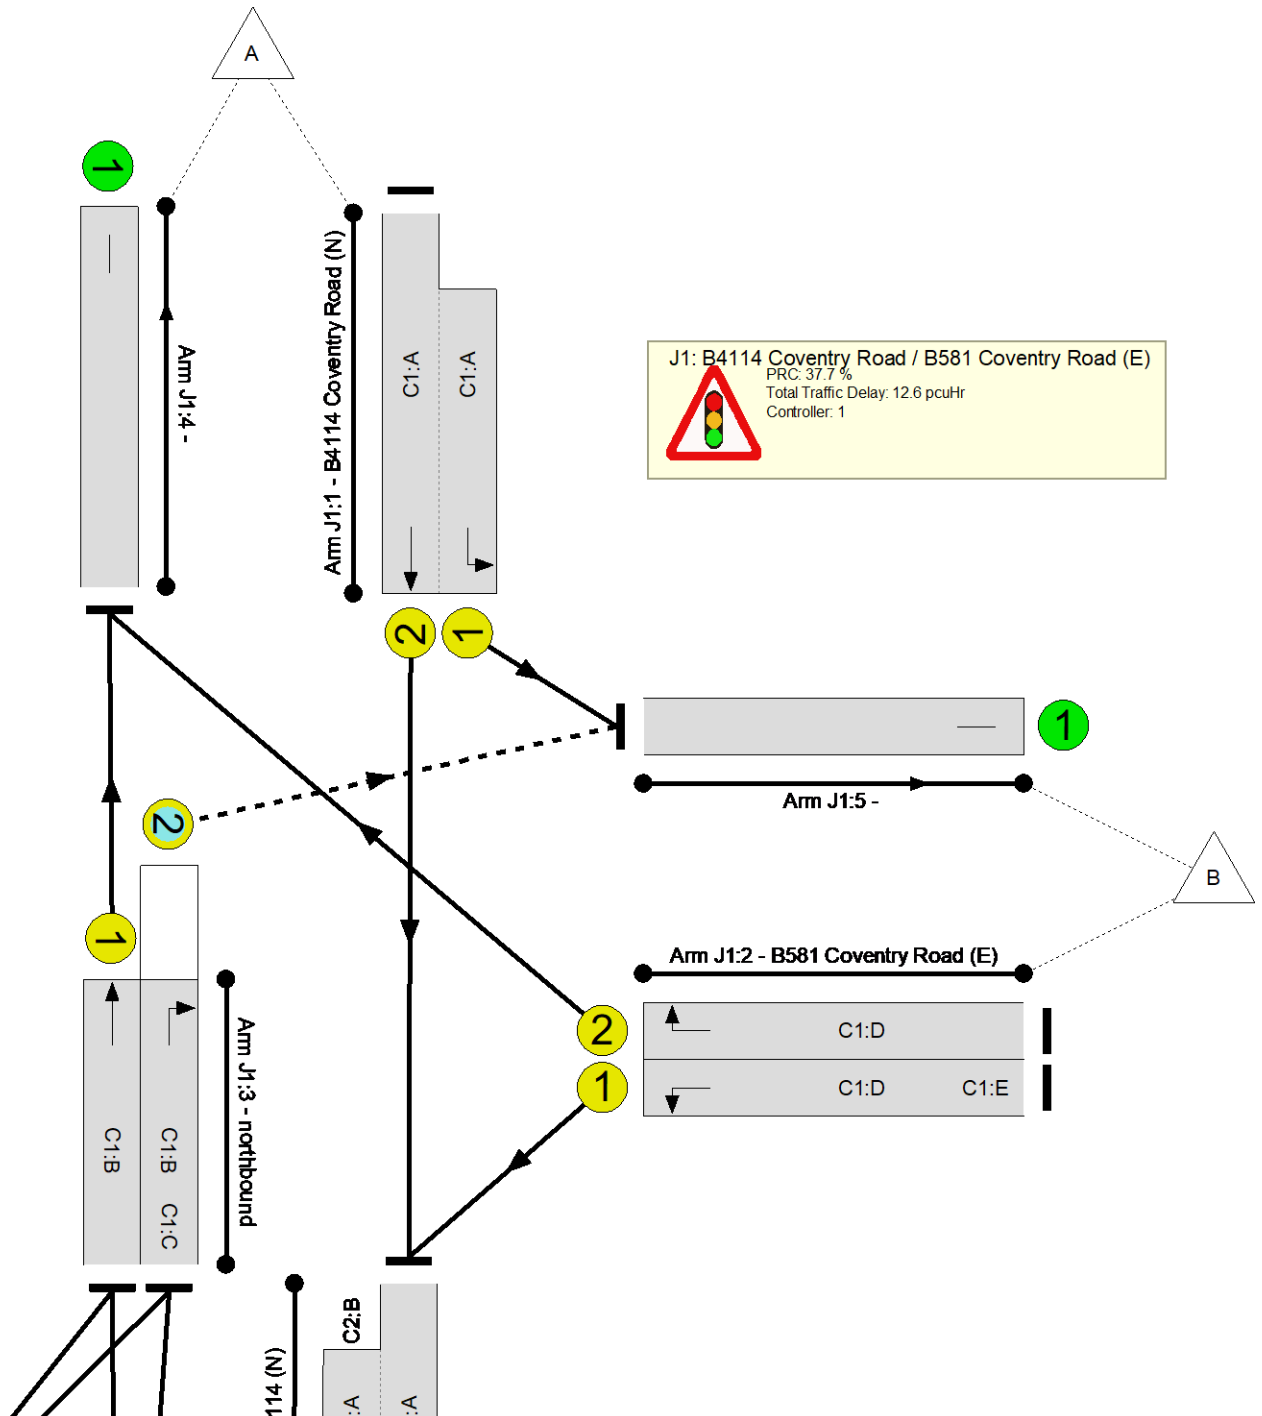 A
1
Arm J1:4 -
Arm J1:1 - B4114 Coventry Road (N)
C1:A
C1:A
J1: B4114 Coventry Road / B581 Coventry Road (E)
PRC: 37.7 %
Total Traffic Delay: 12.6 pcuHr
Controller: 1
2
1
1
Arm J1:5 -
2
B
1
Arm J1:2 - B581 Coventry Road (E)
2
C1:D
1
C1:D C1:E
Arm J1:3 - northbound
C1:B
C1:B C1:C
C2:B
114 (N)
:A
:A